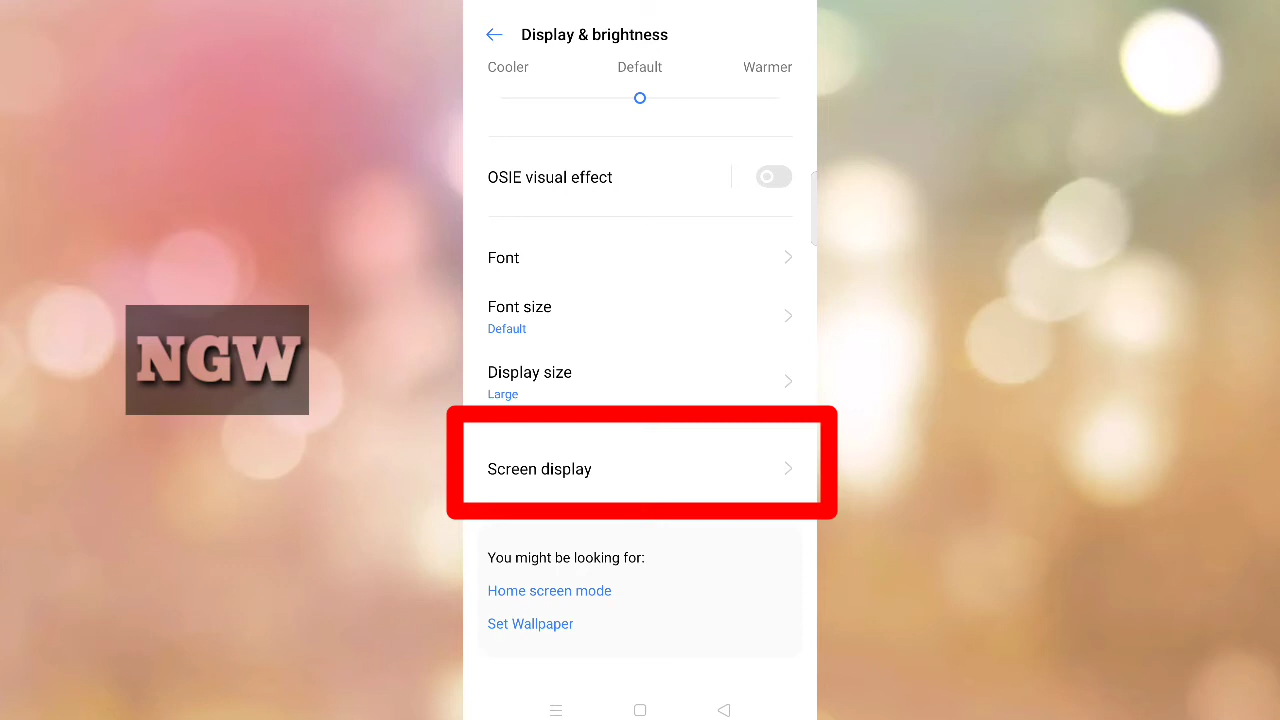 Display & brightness
Cooler Default Warmer
OSIE visual effect
Font
Font size
Default
NGW
Display size
Large
Screen display
You might be looking for:
Home screen mode
Set Wallpaper